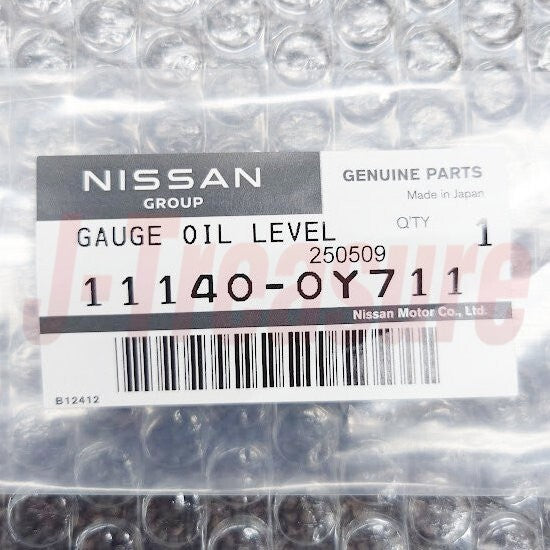 NISSAN
GROUP
GENUINE PARTS
Made in Japan
GAUGE OIL LEVEL
Q'TY 1
250509
11140-0Y711
Nissan Motor Co., Ltd.
B12412
J-Treasure